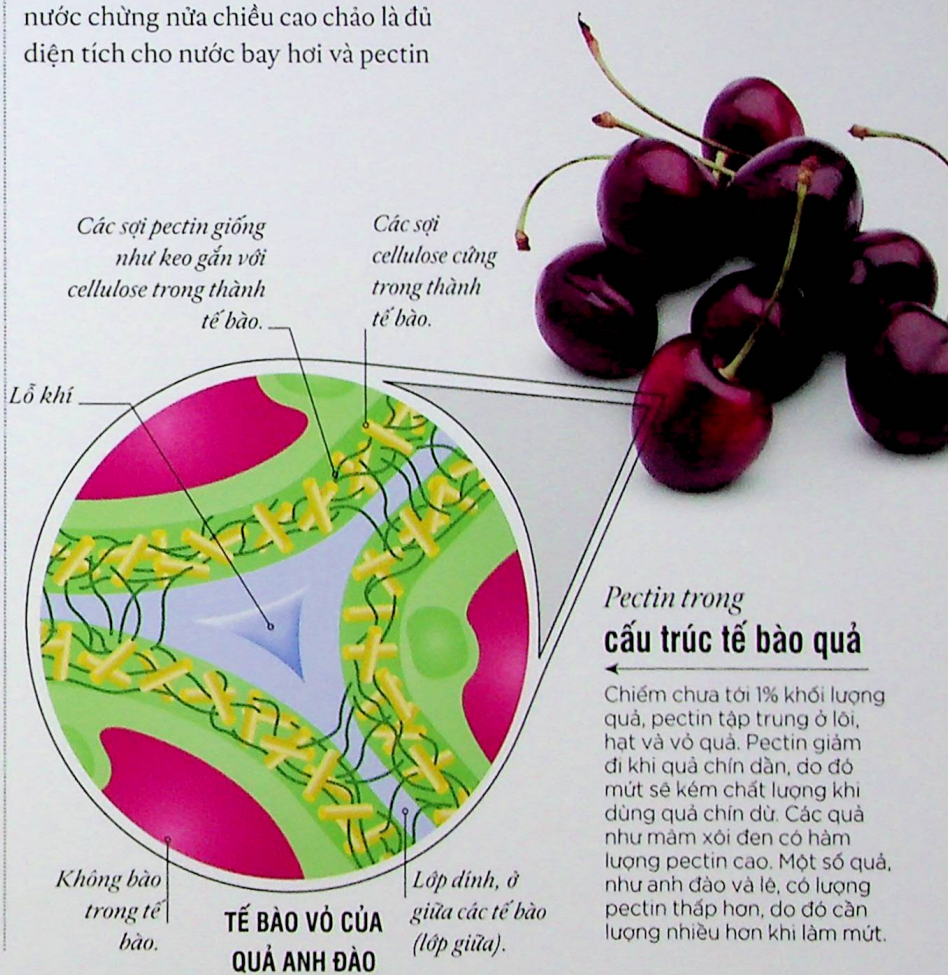 nước chừng nửa chiều cao chảo là đủ
diện tích cho nước bay hơi và pectin
Các sợi pectin giống
như keo gắn với
cellulose trong thành
tế bào.
Các sợi
cellulose cứng
trong thành
tế bào.
Lỗ khí
Pectin trong
cấu trúc tế bào quả
Chiếm chưa tới 1% khối lượng
quả, pectin tập trung ở lõi,
hạt và vỏ quả. Pectin giảm
đi khi quả chín dần, do đó
mứt sẽ kém chất lượng khi
dùng quả chín dừ. Các quả
như mâm xôi đen có hàm
lượng pectin cao. Một số quả,
như anh đào và lê, có lượng
pectin thấp hơn, do đó cần
lượng nhiều hơn khi làm mứt.
Không bào
trong tế
bào.
Lớp dính, ở
giữa các tế bào
(lớp giữa).
TẾ BÀO VỎ CỦA
QUẢ ANH ĐÀO